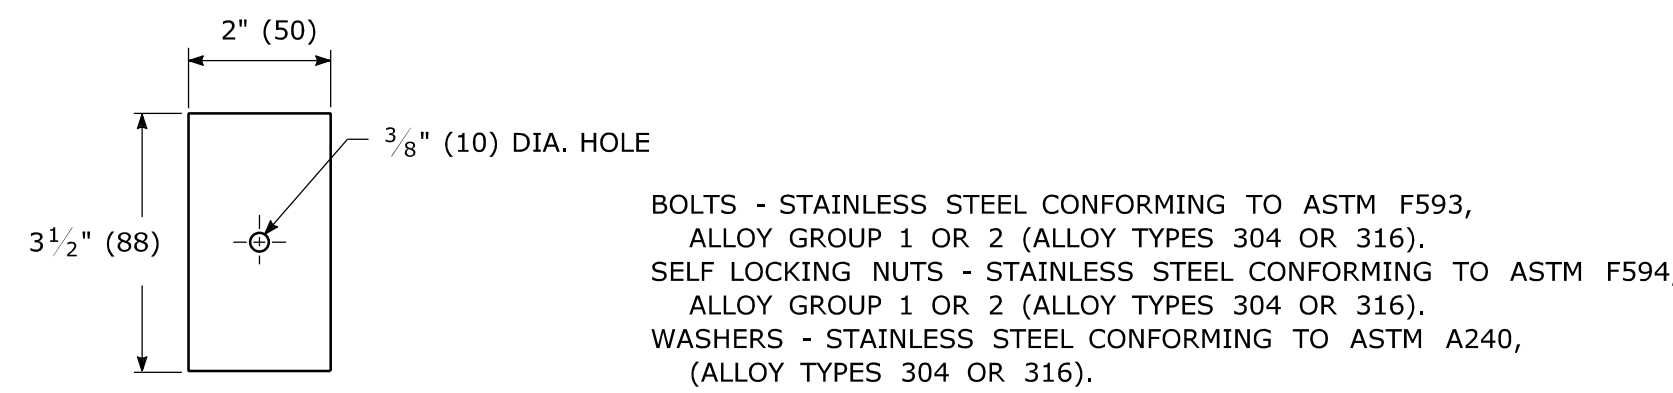 2" (50)
3/8" (10) DIA. HOLE
3 1/2" (88)
BOLTS - STAINLESS STEEL CONFORMING TO ASTM F593,
ALLOY GROUP 1 OR 2 (ALLOY TYPES 304 OR 316).
SELF LOCKING NUTS - STAINLESS STEEL CONFORMING TO ASTM F594,
ALLOY GROUP 1 OR 2 (ALLOY TYPES 304 OR 316).
WASHERS - STAINLESS STEEL CONFORMING TO ASTM A240,
(ALLOY TYPES 304 OR 316).